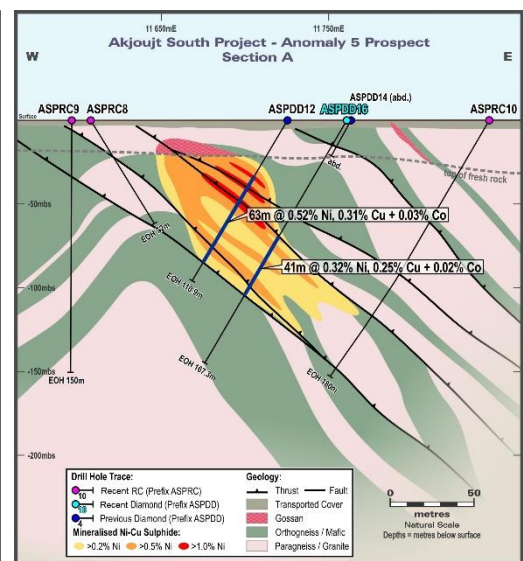 11 650mE
11 750mE
Akjoujt South Project - Anomaly 5 Prospect
Section A
W
E
ASPDD14 (abd.)
ASPRC9
ASPRC8
ASPDD12
ASPDD16
ASPRC10
Surface
abd.
top of fresh rock
-50mbs
63m @ 0.52% Ni, 0.31% Cu + 0.03% Co
41m @ 0.32% Ni, 0.25% Cu + 0.02% Co
-100mbs
EOH 110.9m
-150mbs
EOH 150m
EOH 167.3m
EOH 180m
-200mbs
Drill Hole Trace:
Recent RC (Prefix ASPRC)
Recent Diamond (Prefix ASPDD)
Previous Diamond (Prefix ASPDD)
Mineralised Ni-Cu Sulphide:
>0.2% Ni
>0.5% Ni
>1.0% Ni
Geology:
Thrust
Fault
Transported Cover
Gossan
Orthogneiss / Mafic
Paragneiss / Granite
0
50
metres
Natural Scale
Depths = metres below surface